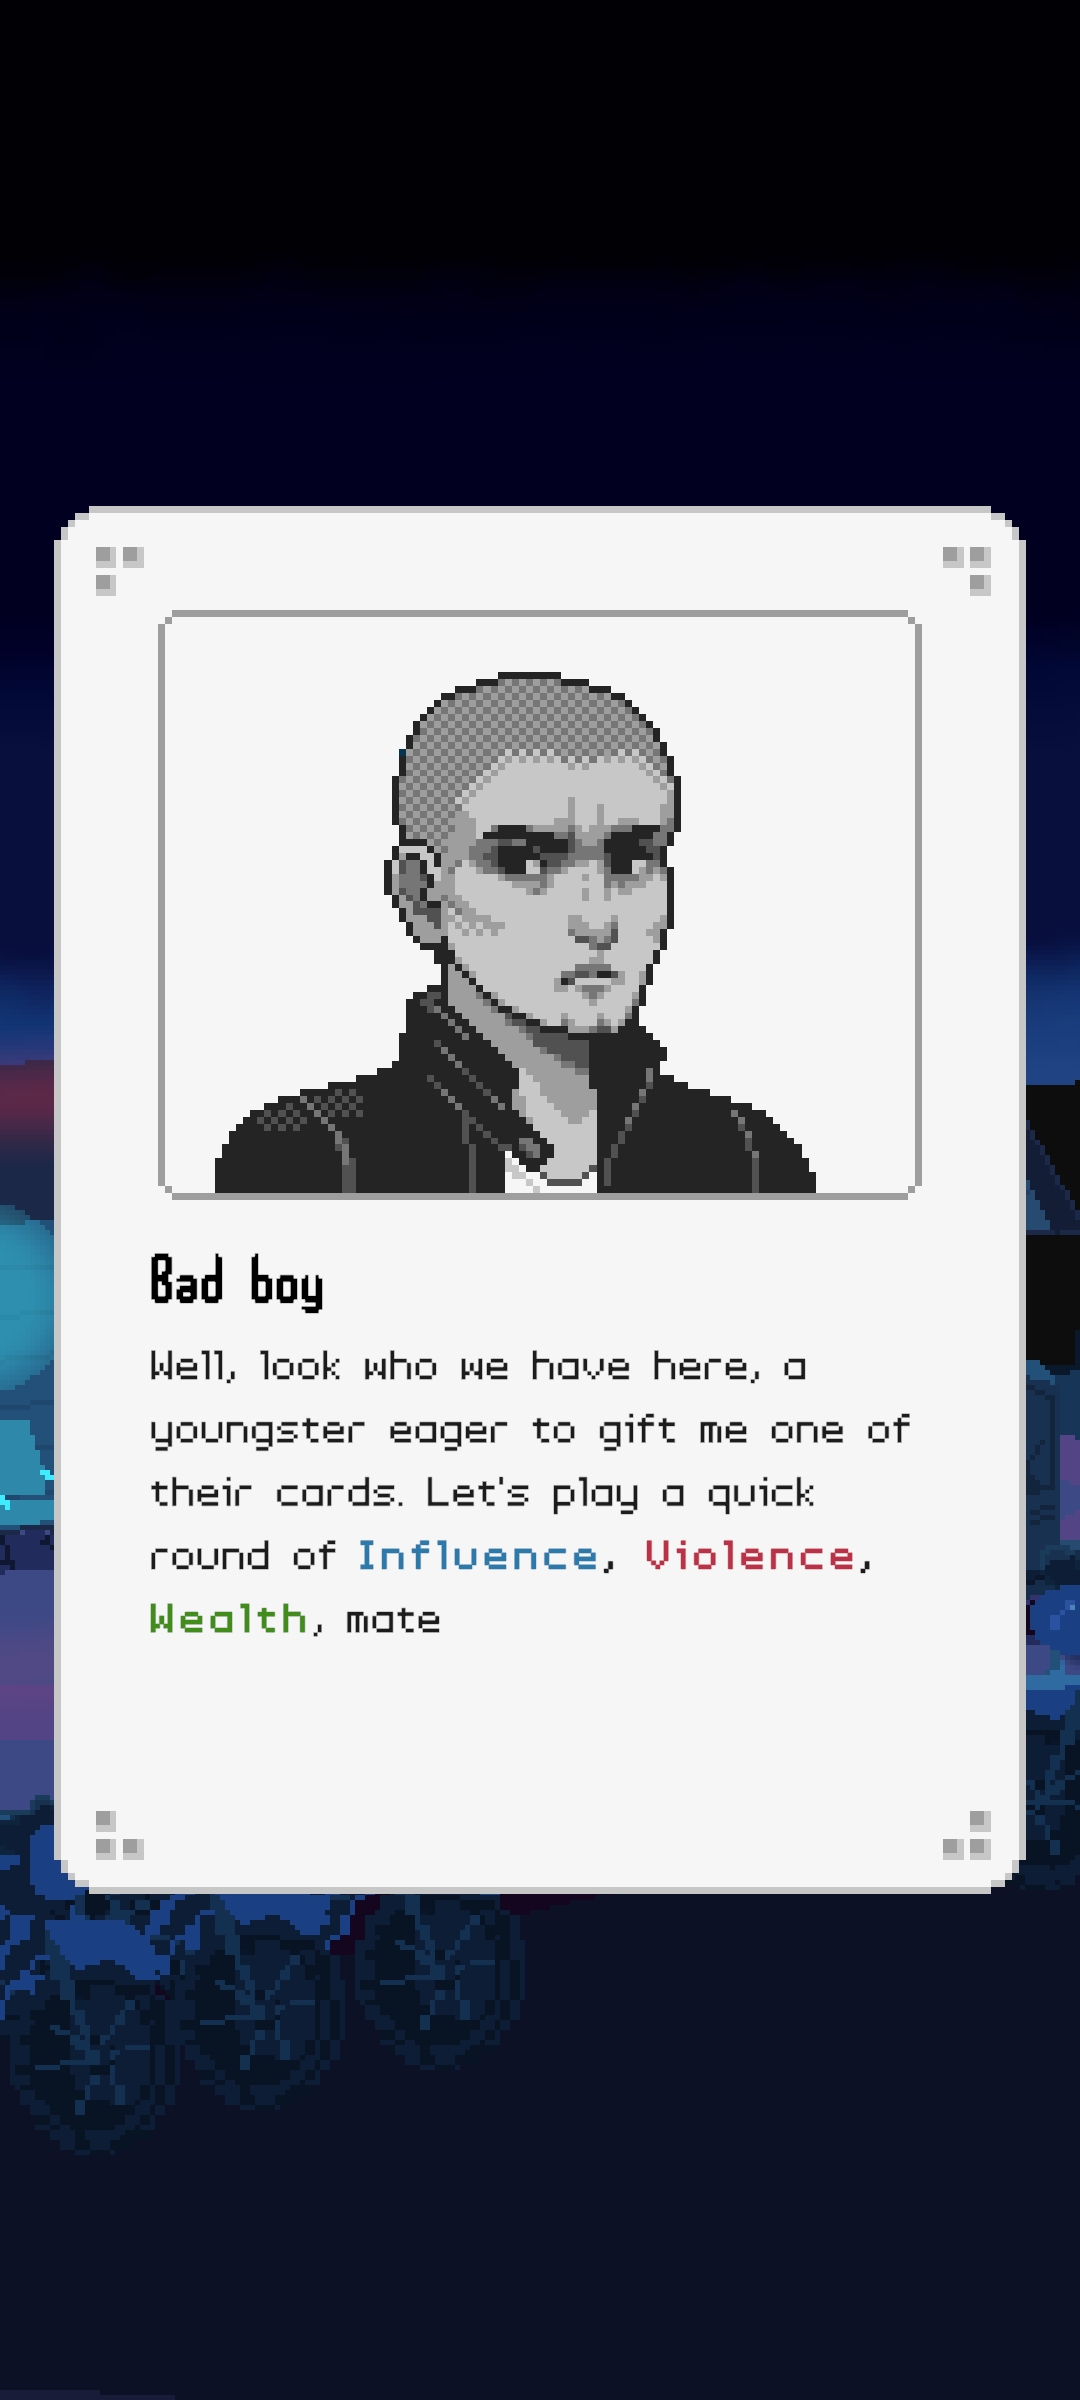 Bad boy
Well, look who we have here, a
youngster eager to gift me one of
their cards. Let's play a quick
round of Influence, Violence,
Wealth, mate